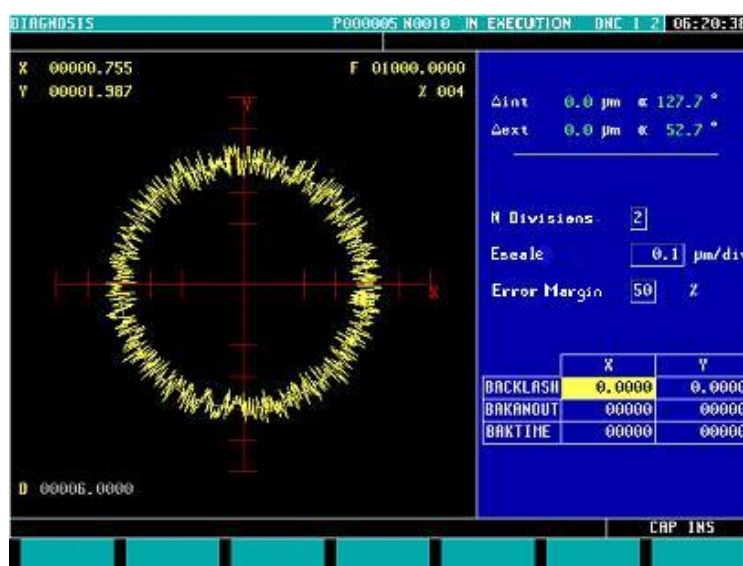 DIAGNOSIS P000005 N0010 IN EXECUTION DNC 1 2 06:20:38
X 00000.755 F 01000.0000
Y 00001.987 % 004
Y
X
D 00006.0000
Δint 0.0 µm ∝ 127.7 °
Δext 0.0 µm ∝ 52.7 °
N Divisions 2
Escale 0.1 µm/div
Error Margin 50 %
X Y
BACKLASH 0.0000 0.0000
BAKANOUT 00000 00000
BAKTIME 00000 00000
CAP INS